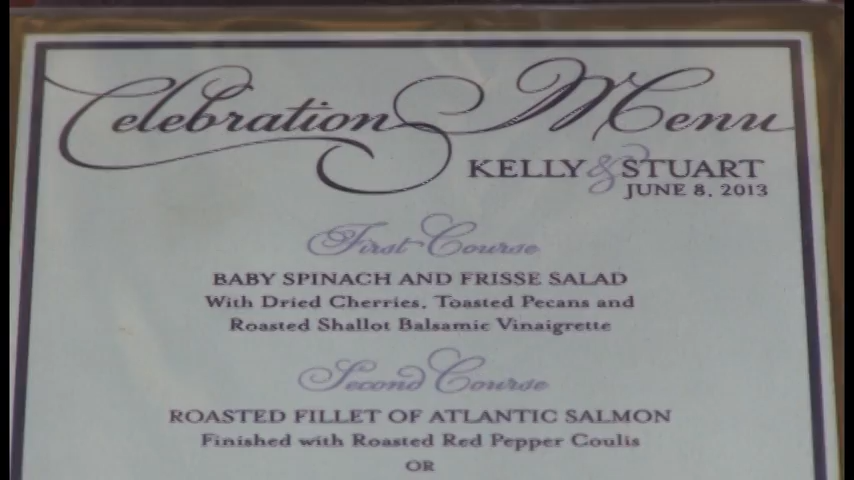 Celebration Menu
KELLY & STUART
JUNE 8, 2013
First Course
BABY SPINACH AND FRISSE SALAD
With Dried Cherries, Toasted Pecans and
Roasted Shallot Balsamic Vinaigrette
Second Course
ROASTED FILLET OF ATLANTIC SALMON
Finished with Roasted Red Pepper Coulis
OR